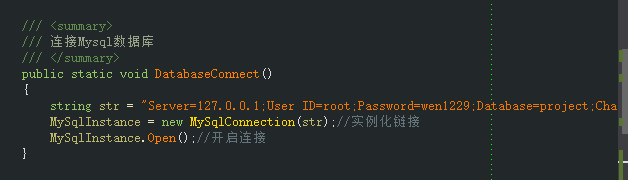 /// <summary>
/// 连接Mysql数据库
/// </summary>
public static void DatabaseConnect()
{
string str = "Server=127.0.0.1;User ID=root;Password=wen1229;Database=project;Cha
MySqlInstance = new MySqlConnection(str);//实例化链接
MySqlInstance.Open();//开启连接
}